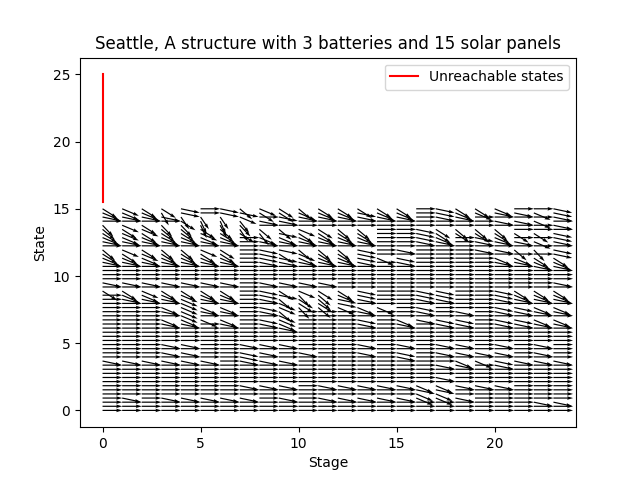 Seattle, A structure with 3 batteries and 15 solar panels
Unreachable states
25
20
15
10
5
0
State
0 5 10 15 20
Stage